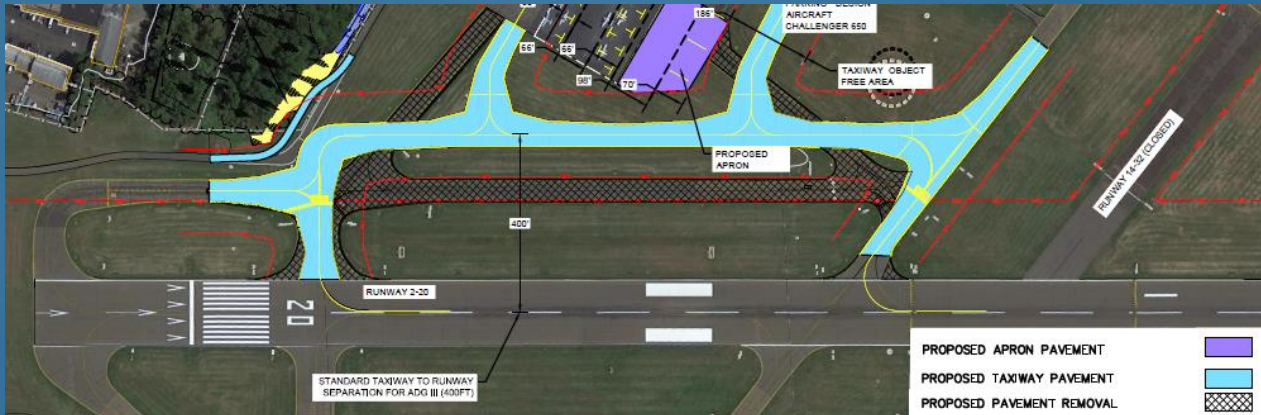 186'
PARKING DESIGN
AIRCRAFT
CHALLENGER 650
66'
66'
98'
70'
TAXIWAY OBJECT
FREE AREA
PROPOSED
APRON
RUNWAY 14-32 (CLOSED)
400'
RUNWAY 2-20
20
STANDARD TAXIWAY TO RUNWAY
SEPARATION FOR ADG III (400FT)
PROPOSED APRON PAVEMENT
PROPOSED TAXIWAY PAVEMENT
PROPOSED PAVEMENT REMOVAL